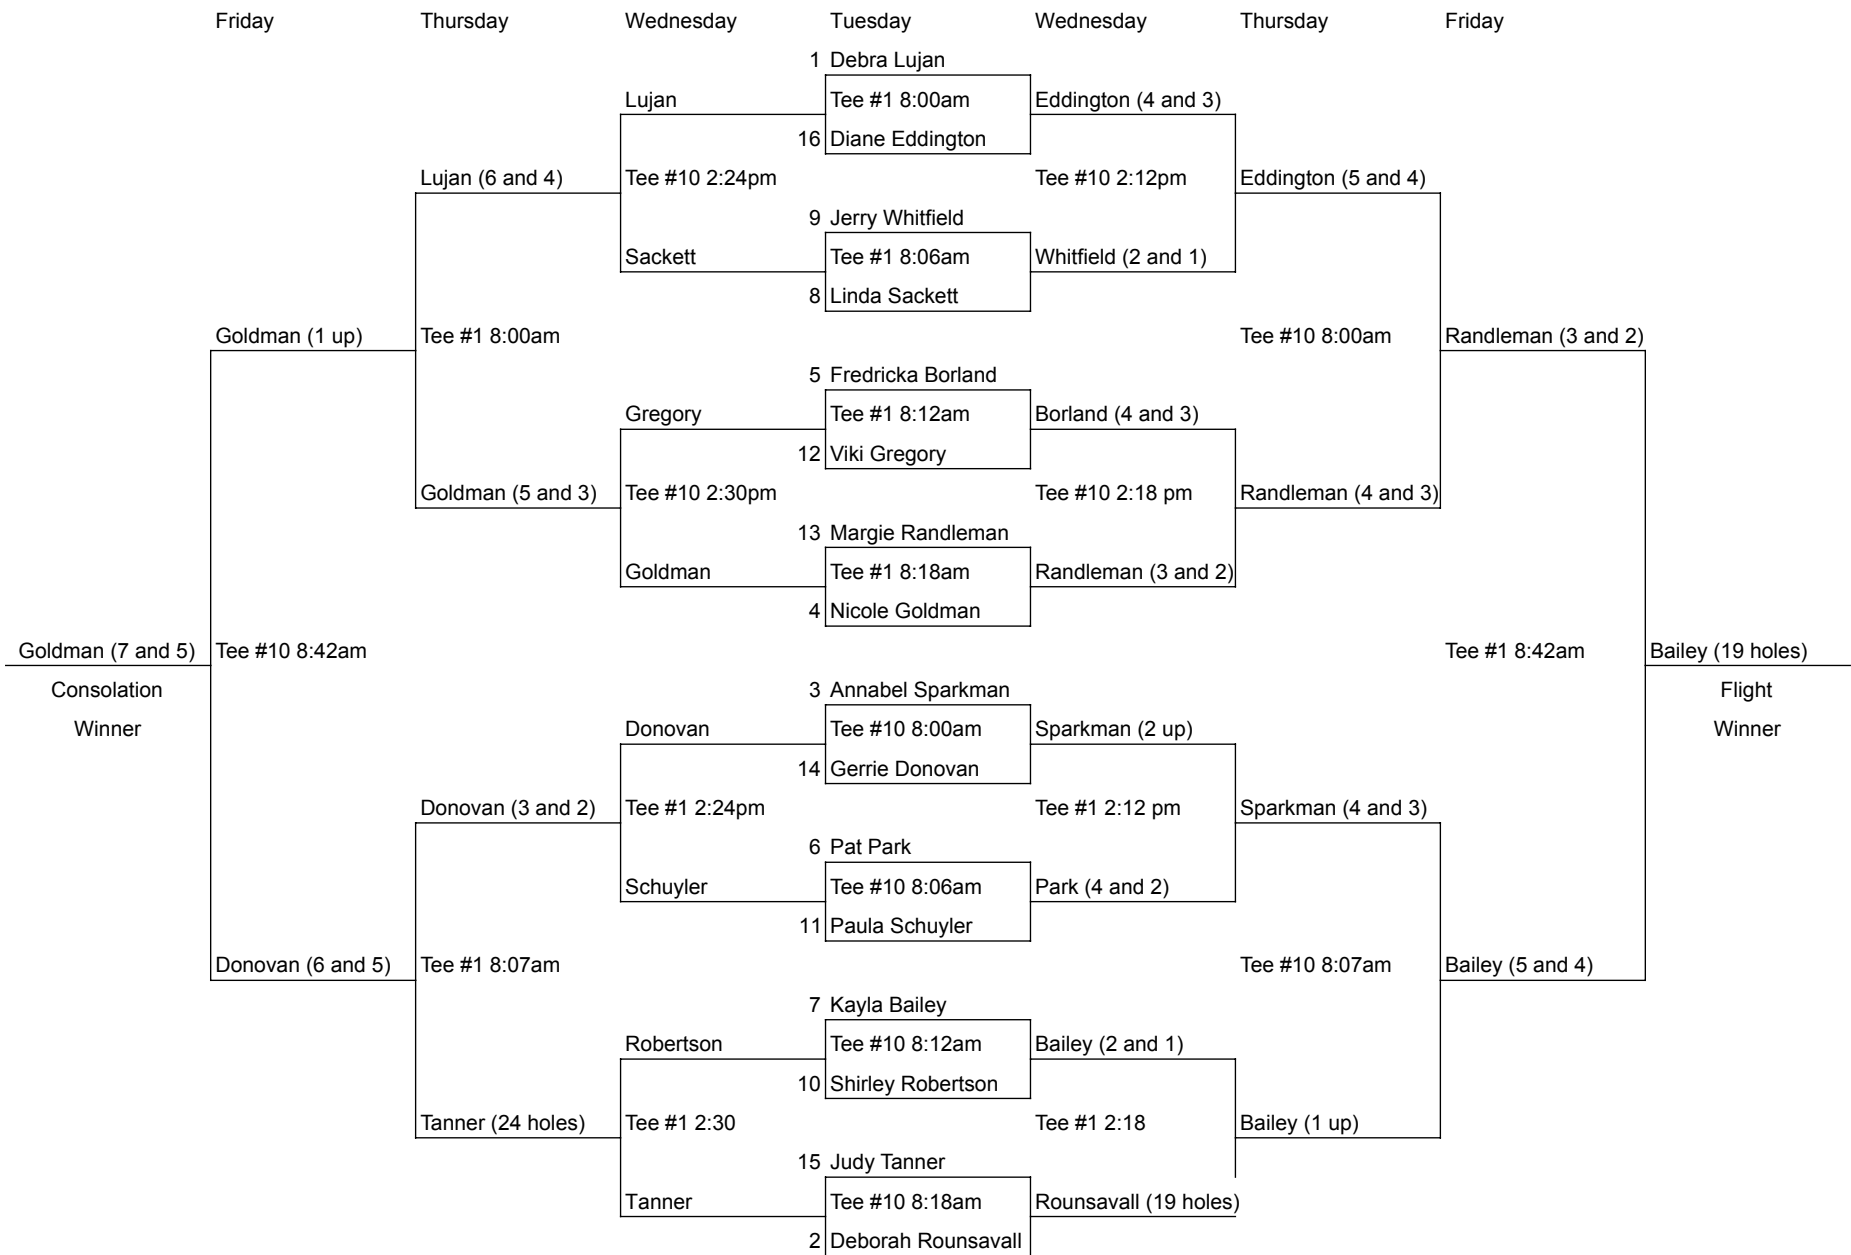 Friday Thursday Wednesday Tuesday Wednesday Thursday Friday
1 Debra Lujan
Lujan Tee #1 8:00am Eddington (4 and 3)
16 Diane Eddington
Lujan (6 and 4) Tee #10 2:24pm Tee #10 2:12pm Eddington (5 and 4)
9 Jerry Whitfield
Sackett Tee #1 8:06am Whitfield (2 and 1)
8 Linda Sackett
Goldman (1 up) Tee #1 8:00am Tee #10 8:00am Randleman (3 and 2)
5 Fredricka Borland
Gregory Tee #1 8:12am Borland (4 and 3)
12 Viki Gregory
Goldman (5 and 3) Tee #10 2:30pm Tee #10 2:18 pm Randleman (4 and 3)
13 Margie Randleman
Goldman Tee #1 8:18am Randleman (3 and 2)
4 Nicole Goldman
Goldman (7 and 5) Tee #10 8:42am Tee #1 8:42am Bailey (19 holes)
Consolation 3 Annabel Sparkman Flight
Winner Donovan Tee #10 8:00am Sparkman (2 up) Winner
14 Gerrie Donovan
Donovan (3 and 2) Tee #1 2:24pm Tee #1 2:12 pm Sparkman (4 and 3)
6 Pat Park
Schuyler Tee #10 8:06am Park (4 and 2)
11 Paula Schuyler
Donovan (6 and 5) Tee #1 8:07am Tee #10 8:07am Bailey (5 and 4)
7 Kayla Bailey
Robertson Tee #10 8:12am Bailey (2 and 1)
10 Shirley Robertson
Tanner (24 holes) Tee #1 2:30 Tee #1 2:18 Bailey (1 up)
15 Judy Tanner
Tanner Tee #10 8:18am Rounsavall (19 holes)
2 Deborah Rounsavall